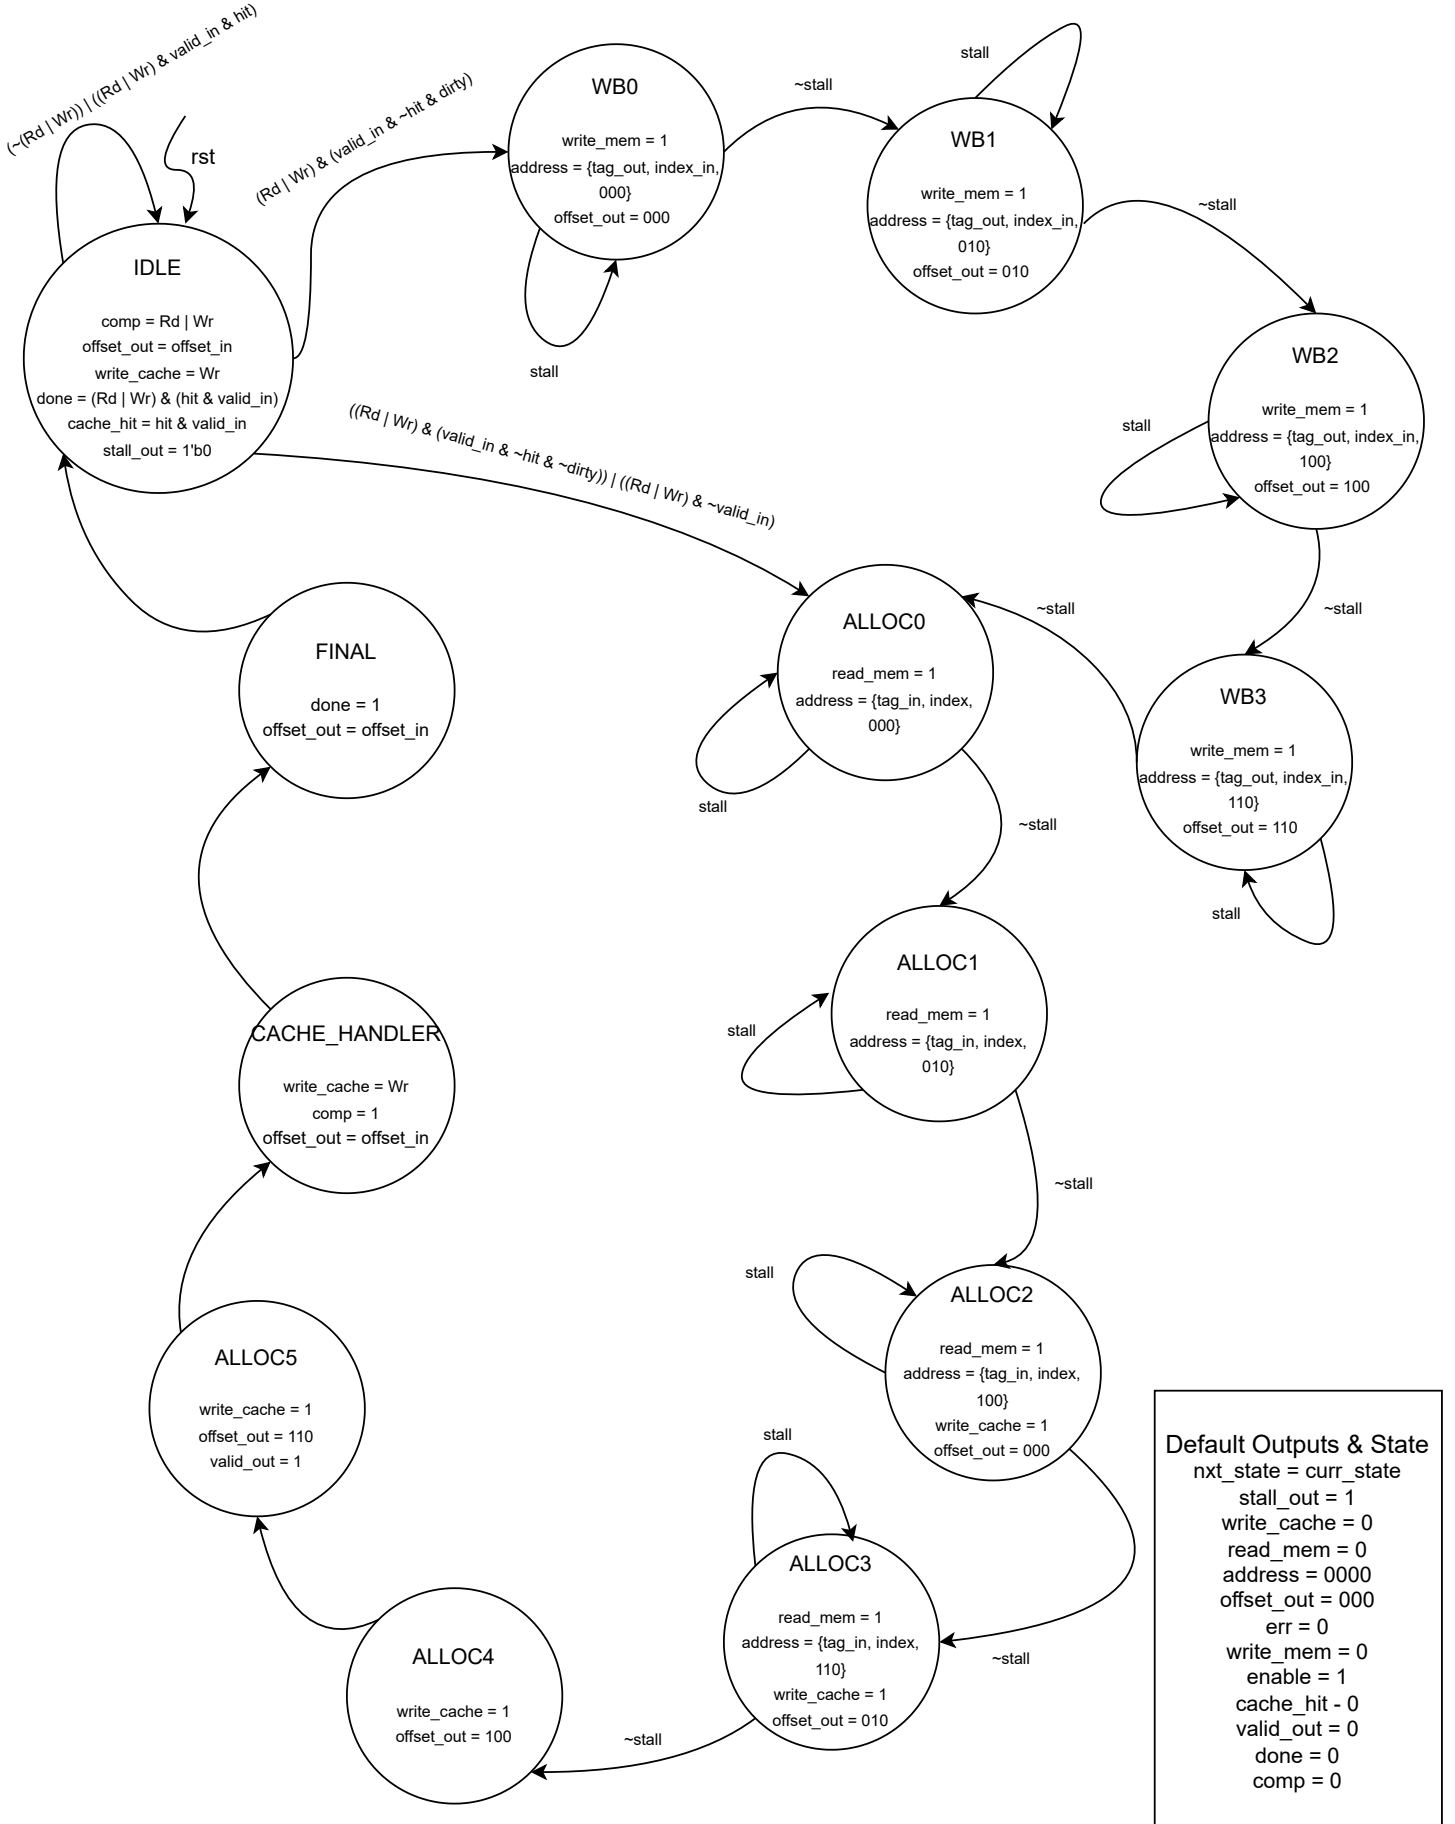 (~(Rd | Wr)) | ((Rd | Wr) & valid_in & hit)
rst
(Rd | Wr) & (valid_in & ~hit & dirty)
IDLE
comp = Rd | Wr
offset_out = offset_in
write_cache = Wr
done = (Rd | Wr) & (hit & valid_in)
cache_hit = hit & valid_in
stall_out = 1'b0
WB0
write_mem = 1
address = {tag_out, index_in,
000}
offset_out = 000
stall
~stall
stall
WB1
write_mem = 1
address = {tag_out, index_in,
010}
offset_out = 010
~stall
WB2
write_mem = 1
address = {tag_out, index_in,
100}
offset_out = 100
stall
~stall
WB3
write_mem = 1
address = {tag_out, index_in,
110}
offset_out = 110
stall
~stall
((Rd | Wr) & (valid_in & ~hit & ~dirty)) | ((Rd | Wr) & ~valid_in)
ALLOC0
read_mem = 1
address = {tag_in, index,
000}
stall
~stall
ALLOC1
read_mem = 1
address = {tag_in, index,
010}
stall
~stall
ALLOC2
read_mem = 1
address = {tag_in, index,
100}
write_cache = 1
offset_out = 000
stall
~stall
ALLOC3
read_mem = 1
address = {tag_in, index,
110}
write_cache = 1
offset_out = 010
stall
~stall
ALLOC4
write_cache = 1
offset_out = 100
ALLOC5
write_cache = 1
offset_out = 110
valid_out = 1
CACHE_HANDLER
write_cache = Wr
comp = 1
offset_out = offset_in
FINAL
done = 1
offset_out = offset_in
Default Outputs & State
nxt_state = curr_state
stall_out = 1
write_cache = 0
read_mem = 0
address = 0000
offset_out = 000
err = 0
write_mem = 0
enable = 1
cache_hit - 0
valid_out = 0
done = 0
comp = 0